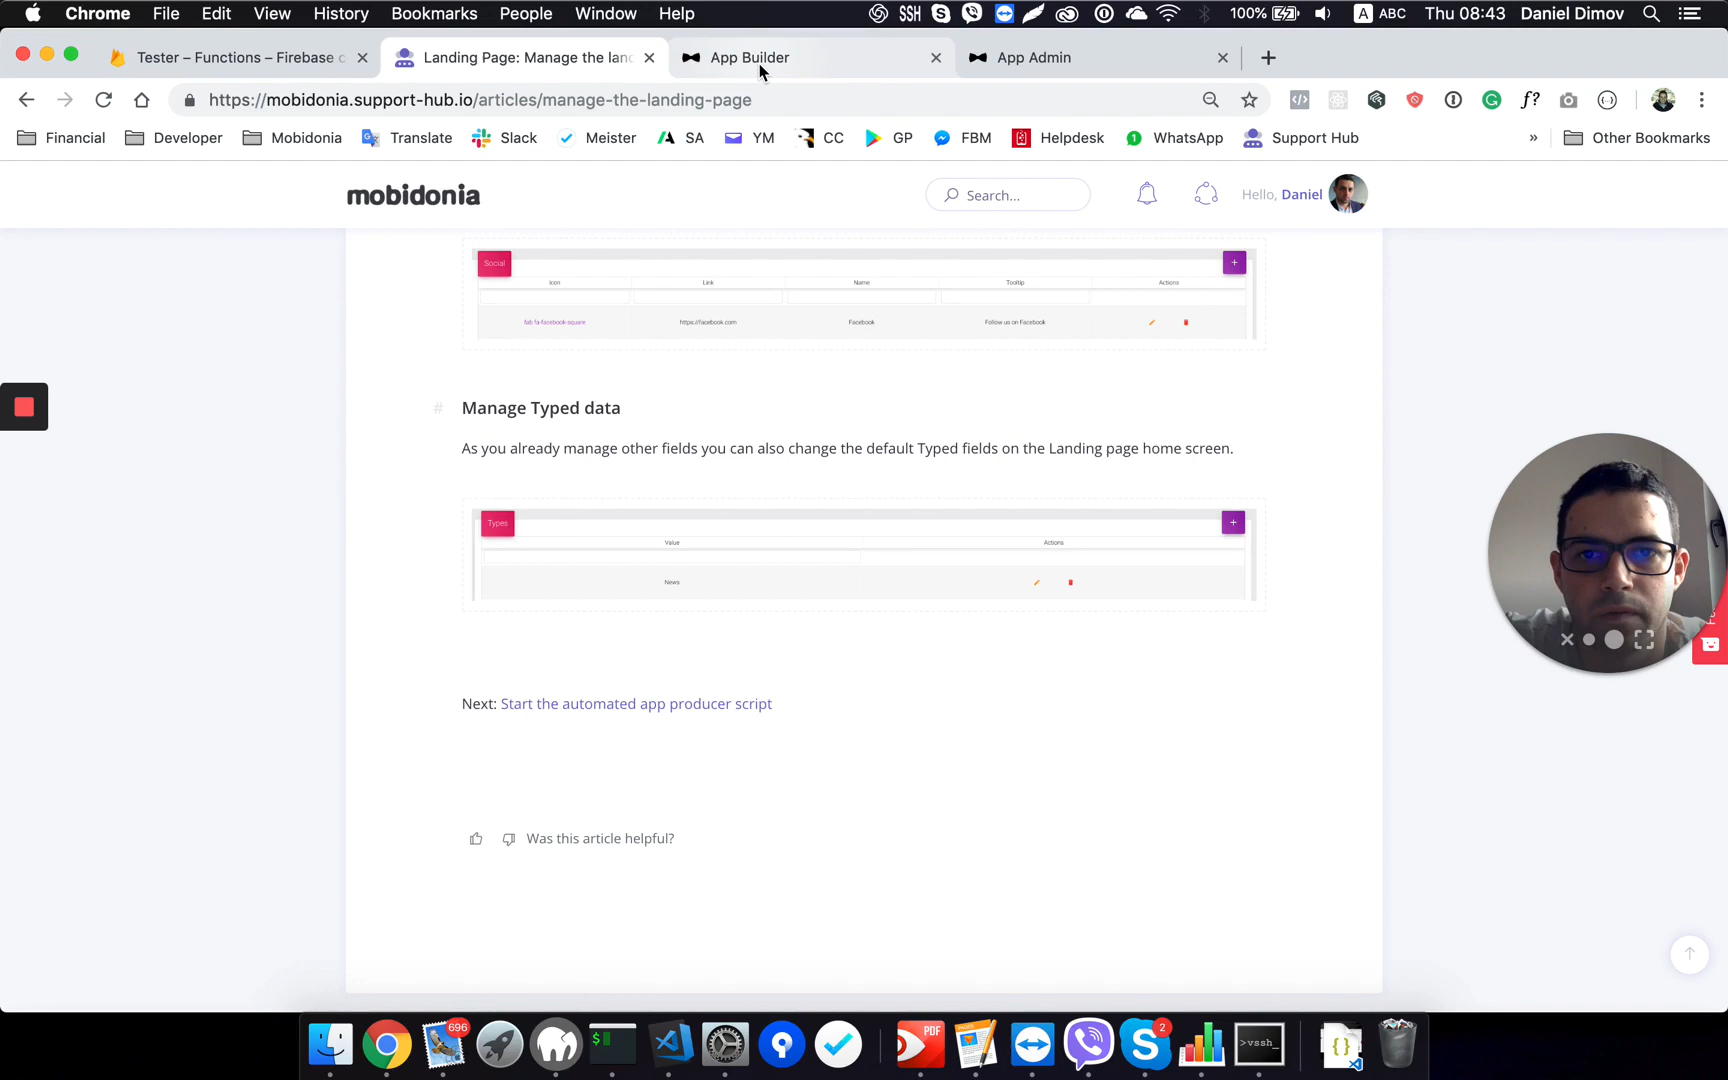 Chrome File Edit View History Bookmarks People Window Help SSH 100% A ABC Thu 08:43 Daniel Dimov
Tester – Functions – Firebase c Landing Page: Manage the lan App Builder App Admin
https://mobidonia.support-hub.io/articles/manage-the-landing-page f?
Financial Developer Mobidonia Translate Slack Meister SA YM CC GP FBM Helpdesk WhatsApp Support Hub » Other Bookmarks
mobidonia Search... Hello, Daniel
Social +
Icon Link Name Tooltip Actions
fab fa-facebook-square https://facebook.com Facebook Follow us on Facebook
# Manage Typed data
As you already manage other fields you can also change the default Typed fields on the Landing page home screen.
Types +
Value Actions
News
Next: Start the automated app producer script
Was this article helpful?
696 $ PDF 2 >vssh_ {}